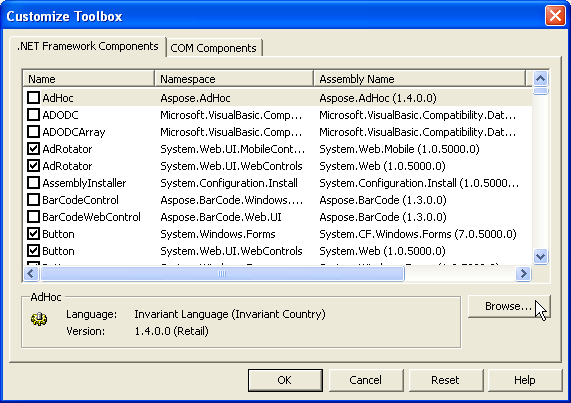 Customize Toolbox
.NET Framework Components COM Components
Name Namespace Assembly Name
AdHoc Aspose.AdHoc Aspose.AdHoc (1.4.0.0)
ADODC Microsoft.VisualBasic.Comp... Microsoft.VisualBasic.Compatibility.Dat...
ADODCArray Microsoft.VisualBasic.Comp... Microsoft.VisualBasic.Compatibility.Dat...
AdRotator System.Web.UI.MobileCont... System.Web.Mobile (1.0.5000.0)
AdRotator System.Web.UI.WebControls System.Web (1.0.5000.0)
AssemblyInstaller System.Configuration.Install System.Configuration.Install (1.0.5000....
BarCodeControl Aspose.BarCode.Windows.... Aspose.BarCode (1.3.0.0)
BarCodeWebControl Aspose.BarCode.Web.UI Aspose.BarCode (1.3.0.0)
Button System.Windows.Forms System.CF.Windows.Forms (7.0.5000.0)
Button System.Web.UI.WebControls System.Web (1.0.5000.0)
AdHoc
Language: Invariant Language (Invariant Country)
Version: 1.4.0.0 (Retail)
Browse...
OK Cancel Reset Help